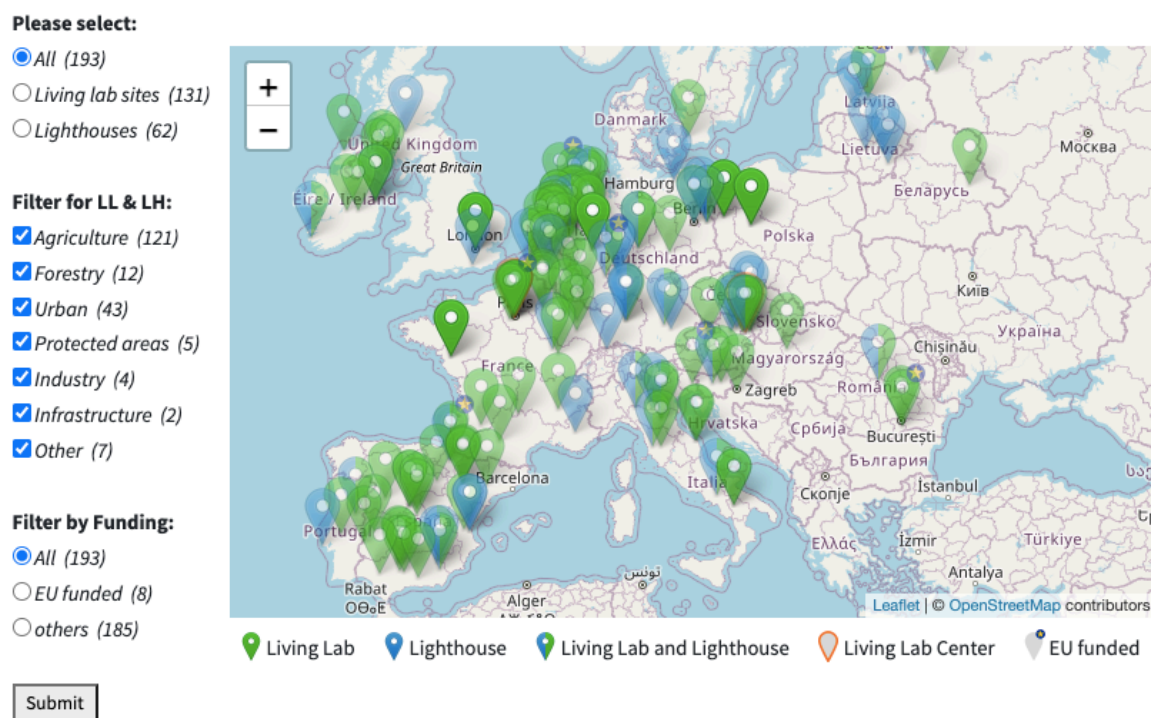 Please select:
All (193)
Living lab sites (131)
Lighthouses (62)
Filter for LL & LH:
Agriculture (121)
Forestry (12)
Urban (43)
Protected areas (5)
Industry (4)
Infrastructure (2)
Other (7)
Filter by Funding:
All (193)
EU funded (8)
others (185)
Submit
+
−
Latvija
Danmark
United Kingdom
Great Britain
Lietuva
Москва
Hamburg
Беларусь
Éire / Ireland
Berlin
London
Polska
Deutschland
Київ
Slovensko
Україна
Chișinău
France
Magyarország
România
Zagreb
Hrvatska
Србија
București
България
Barcelona
Italia
Скопје
İstanbul
Portugal
Ελλάς
İzmir
Türkiye
Antalya
تونس
Rabat
ⵔⴱⴰⵟ
Alger
Leaflet | © OpenStreetMap contributors
Living Lab
Lighthouse
Living Lab and Lighthouse
Living Lab Center
EU funded